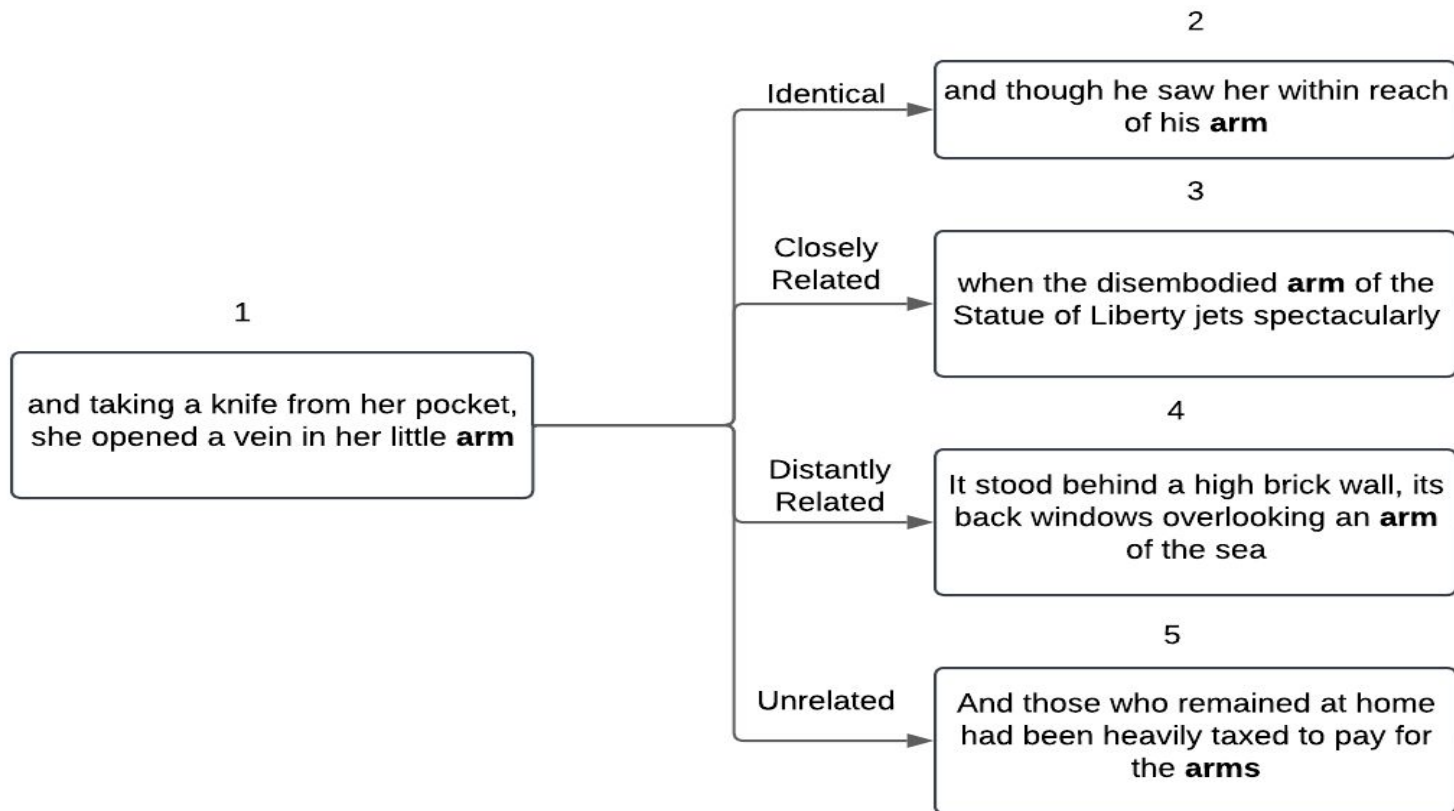 1
and taking a knife from her pocket,
she opened a vein in her little arm
Identical
2
and though he saw her within reach
of his arm
Closely
Related
3
when the disembodied arm of the
Statue of Liberty jets spectacularly
Distantly
Related
4
It stood behind a high brick wall, its
back windows overlooking an arm
of the sea
Unrelated
5
And those who remained at home
had been heavily taxed to pay for
the arms